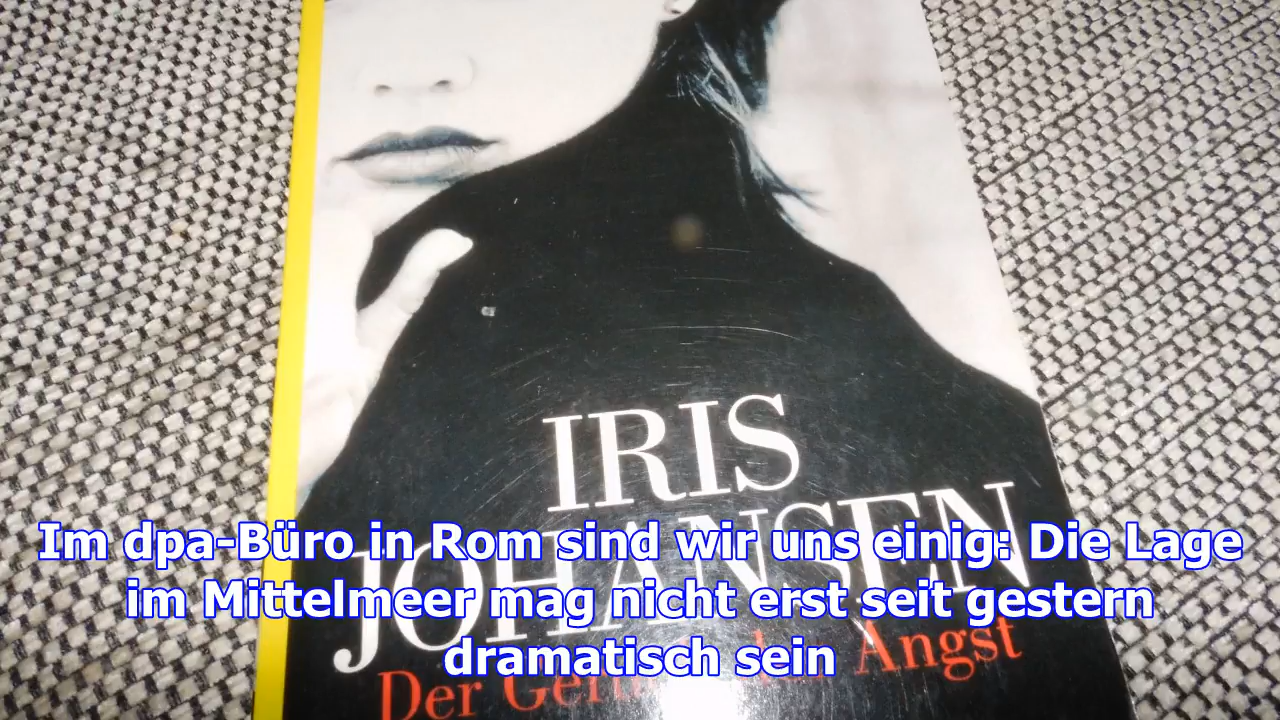 IRIS
JOHANSEN
Der Angst
Im dpa-Büro in Rom sind wir uns einig: Die Lage
im Mittelmeer mag nicht erst seit gestern
dramatisch sein